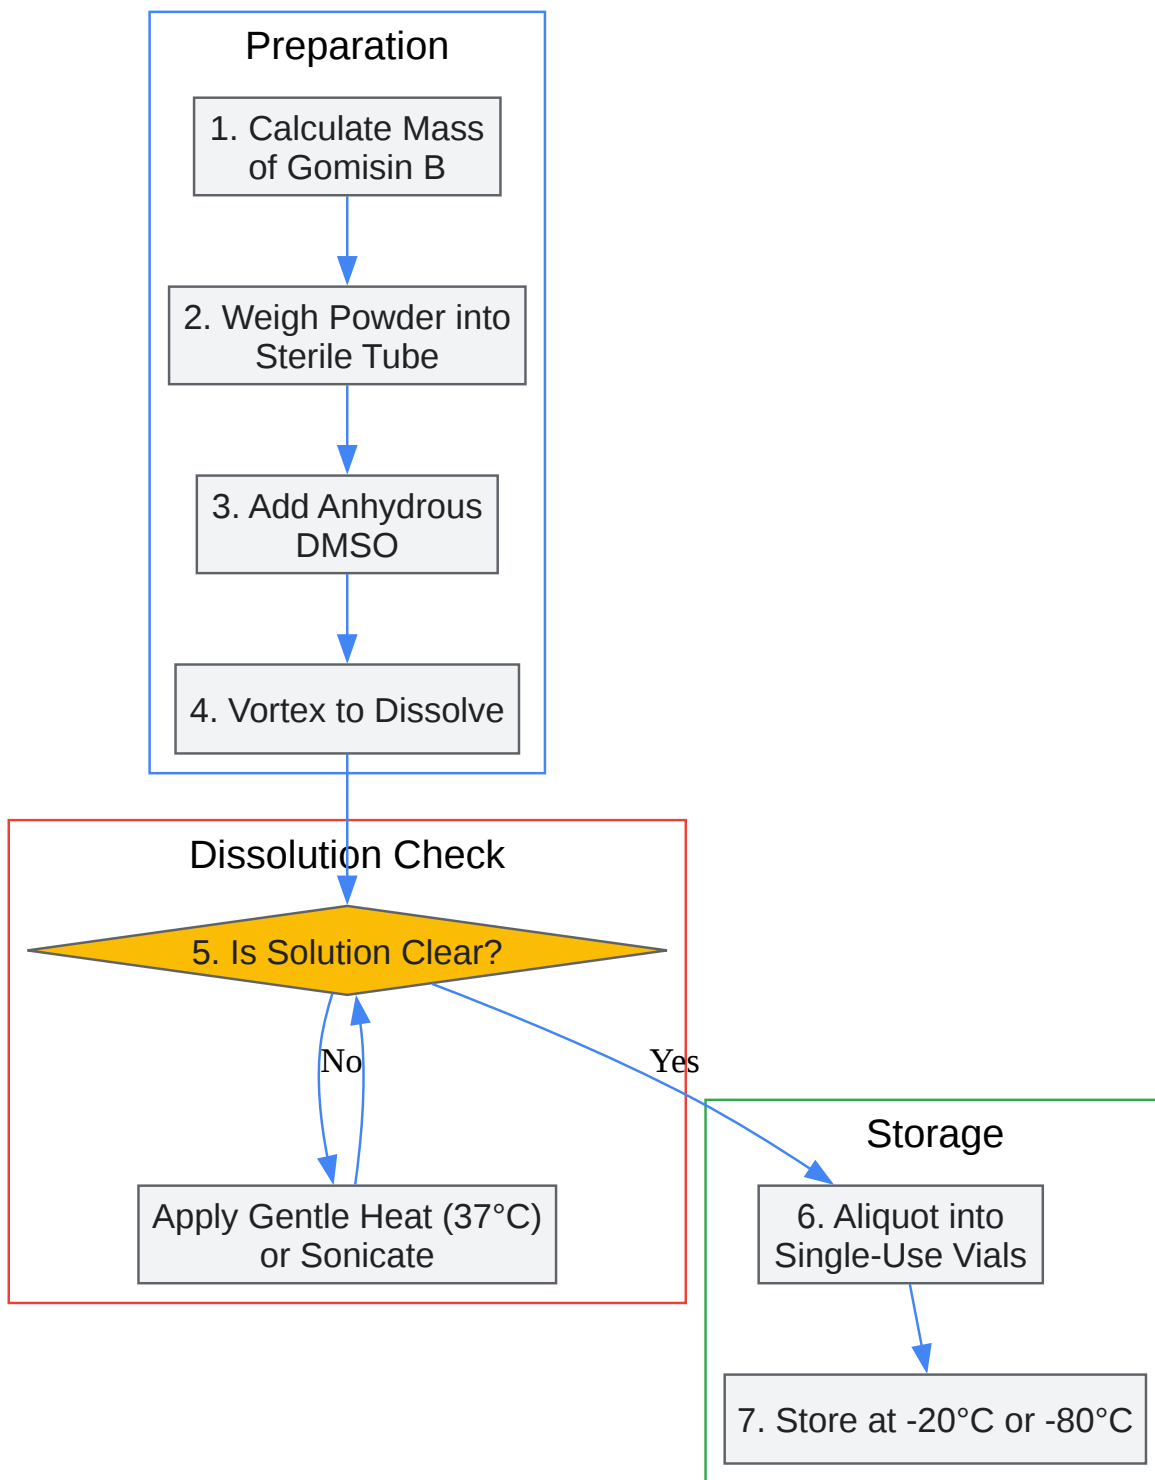 Preparation
1. Calculate Mass
of Gomisin B
2. Weigh Powder into
Sterile Tube
3. Add Anhydrous
DMSO
4. Vortex to Dissolve
Dissolution Check
5. Is Solution Clear?
No
Yes
Apply Gentle Heat (37°C)
or Sonicate
Storage
6. Aliquot into
Single-Use Vials
7. Store at -20°C or -80°C